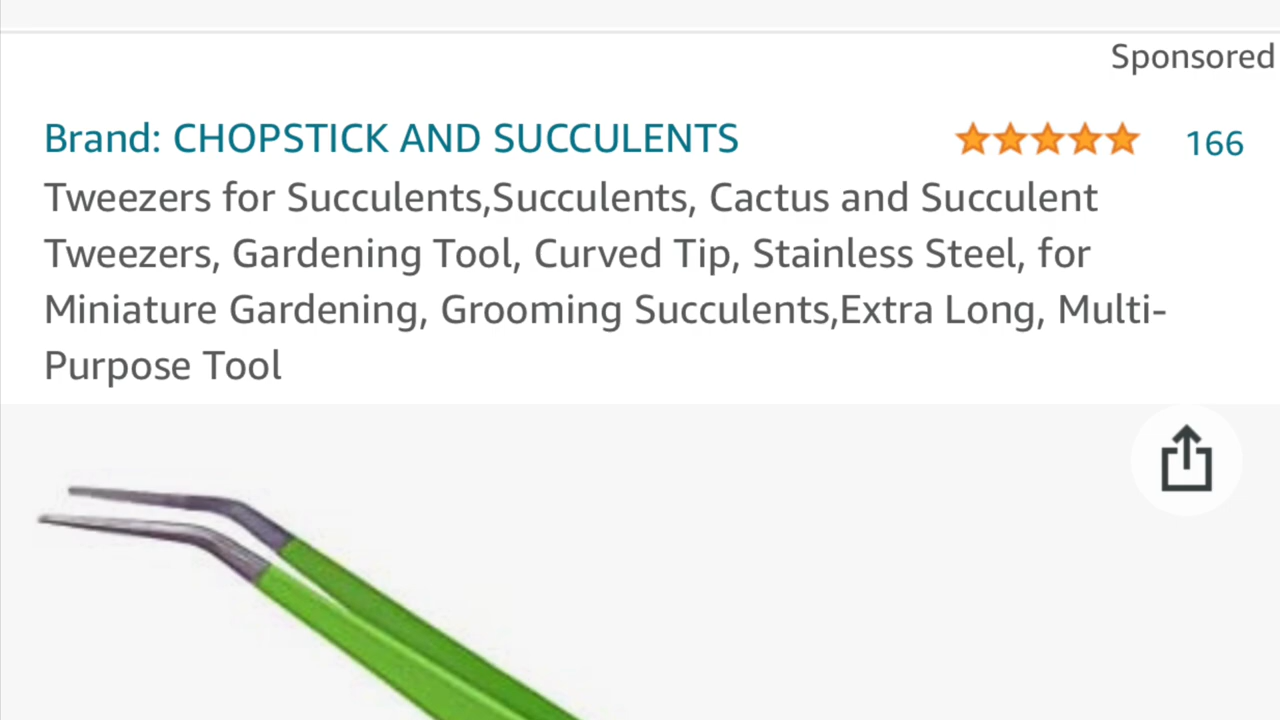 Sponsored
Brand: CHOPSTICK AND SUCCULENTS 166
Tweezers for Succulents,Succulents, Cactus and Succulent
Tweezers, Gardening Tool, Curved Tip, Stainless Steel, for
Miniature Gardening, Grooming Succulents,Extra Long, Multi-
Purpose Tool